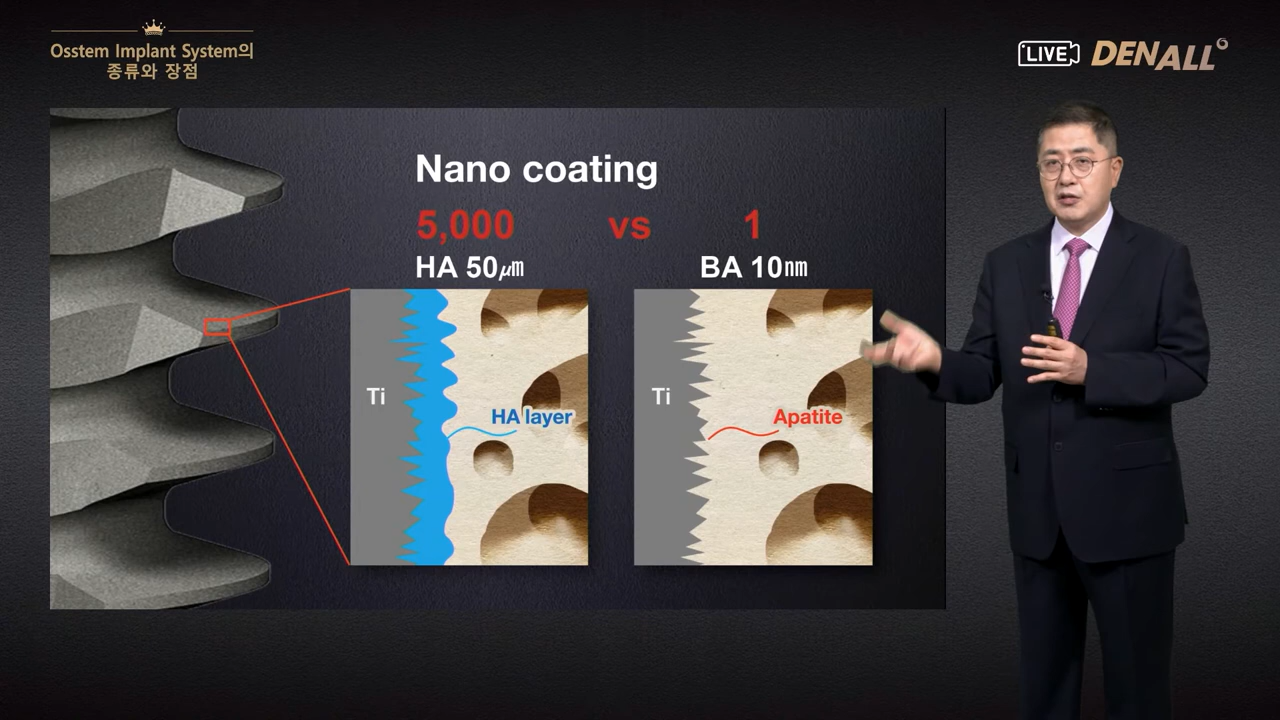 Osstem Implant System의
종류와 장점
LIVE
DENALL
Nano coating
5,000 vs 1
HA 50㎛
BA 10㎚
Ti
HA layer
Ti
Apatite